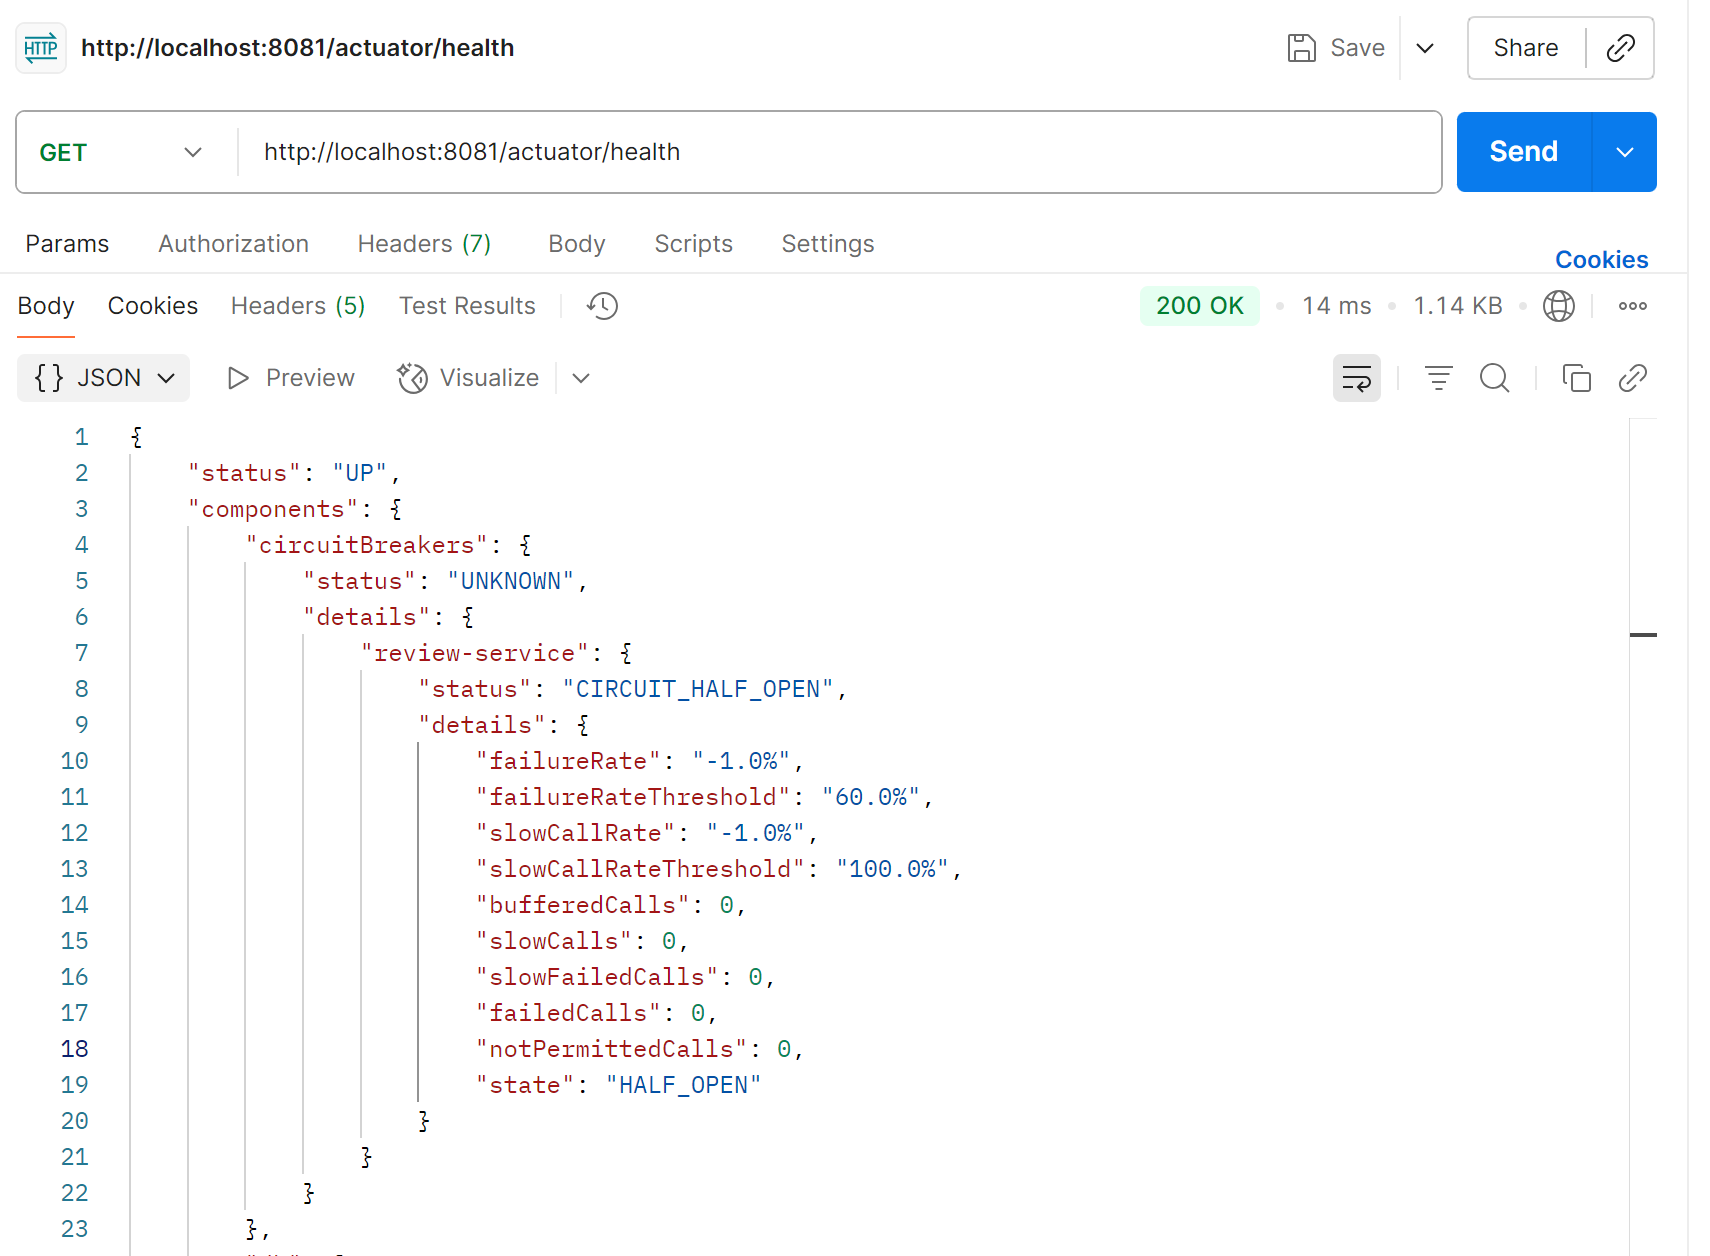 HTTP http://localhost:8081/actuator/health Save Share
GET http://localhost:8081/actuator/health Send
Params Authorization Headers (7) Body Scripts Settings Cookies
Body Cookies Headers (5) Test Results 200 OK • 14 ms • 1.14 KB •
{} JSON Preview Visualize
1 {
2 "status": "UP",
3 "components": {
4 "circuitBreakers": {
5 "status": "UNKNOWN",
6 "details": {
7 "review-service": {
8 "status": "CIRCUIT_HALF_OPEN",
9 "details": {
10 "failureRate": "-1.0%",
11 "failureRateThreshold": "60.0%",
12 "slowCallRate": "-1.0%",
13 "slowCallRateThreshold": "100.0%",
14 "bufferedCalls": 0,
15 "slowCalls": 0,
16 "slowFailedCalls": 0,
17 "failedCalls": 0,
18 "notPermittedCalls": 0,
19 "state": "HALF_OPEN"
20 }
21 }
22 }
23 },